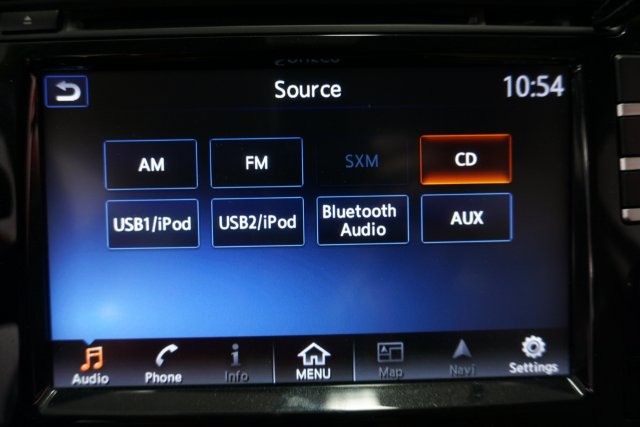 Source
10:54
AM
FM
SXM
CD
USB1/iPod
USB2/iPod
Bluetooth
Audio
AUX
Audio
Phone
Info
MENU
Map
Navi
Settings